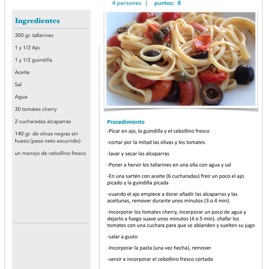 4 personas | puntos: 8
Ingredientes
300 gr. tallarines
1 y 1/2 Ajo
1 y 1/2 guindilla
Aceite
Sal
Agua
30 tomates cherry
2 cucharadas alcaparras
140 gr. de olivas negras sin
hueso (peso neto escurrido)
un manojo de cebollino fresco
Procedimiento
-Picar en ajo, la guindilla y el cebollino fresco
-cortar por la mitad las olivas y los tomates
-lavar y secar las alcaparras
-Poner a hervir los tallarines en una olla con agua y sal
-En una sartén con aceite (6 cucharadas) freír un poco el ajo
picado y la guindilla picada
-cuando el ajo empiece a dorar añadir las alcaparras y las
aceitunas, remover durante unos minutos (3 o 4 min).
-Incorporar los tomates cherry, incorporar un poco de agua y
dejarlo a fuego suave unos minutos (4 o 5 min). chafar los
tomates con una cuchara para que se ablanden y suelten su jugo
-salar a gusto
-Incorporar la pasta (una vez hecha), remover
-servir e incorporar el cebollino fresco cortado